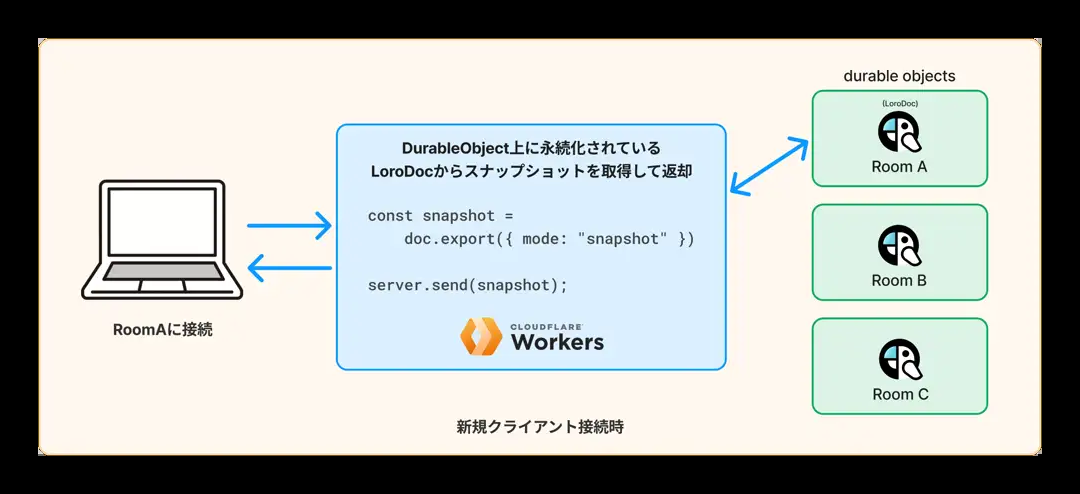 durable objects
(LoroDoc)
Room A
DurableObject上に永続化されている
LoroDocからスナップショットを取得して返却
const snapshot =
doc.export({ mode: "snapshot" })
server.send(snapshot);
CLOUDFLARE
Workers
RoomAに接続
Room B
Room C
新規クライアント接続時